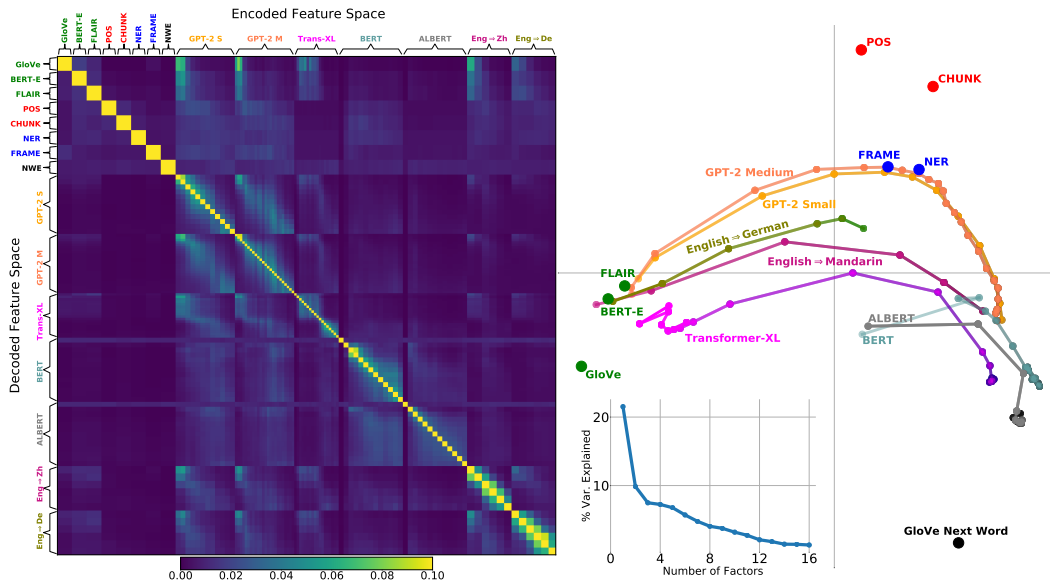 Encoded Feature Space
GloVe
BERT-E
FLAIR
POS
CHUNK
NER
FRAME
NWE
GPT-2 S
GPT-2 M
Trans-XL
BERT
ALBERT
Eng→Zh
Eng→De
Decoded Feature Space
GloVe
BERT-E
FLAIR
POS
CHUNK
NER
FRAME
NWE
GPT-2 S
GPT-2 M
Trans-XL
BERT
ALBERT
Eng→Zh
Eng→De
0.00 0.02 0.04 0.06 0.08 0.10
POS
CHUNK
FRAME
NER
GPT-2 Medium
GPT-2 Small
English⇒German
English⇒Mandarin
FLAIR
BERT-E
Transformer-XL
ALBERT
BERT
GloVe
GloVe Next Word
% Var. Explained
20
10
0 4 8 12 16
Number of Factors